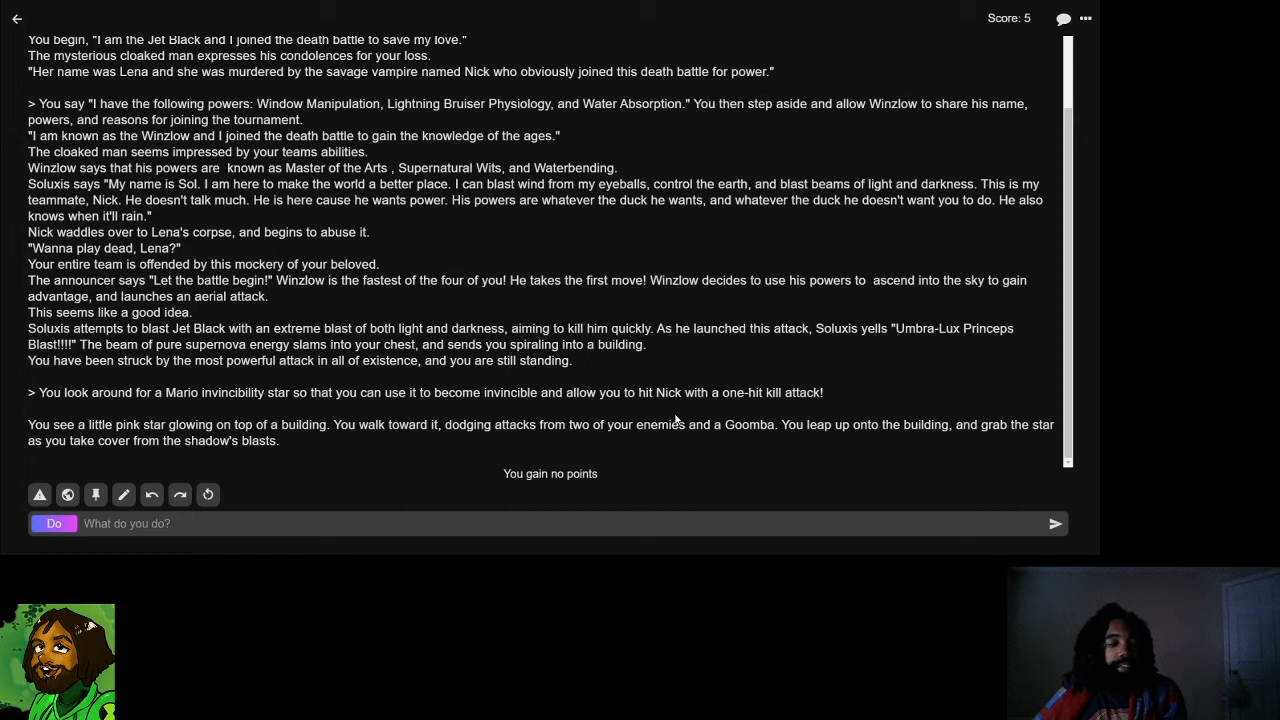 Score: 5
You begin, "I am the Jet Black and I joined the death battle to save my love."
The mysterious cloaked man expresses his condolences for your loss.
"Her name was Lena and she was murdered by the savage vampire named Nick who obviously joined this death battle for power."
> You say "I have the following powers: Window Manipulation, Lightning Bruiser Physiology, and Water Absorption." You then step aside and allow Winzlow to share his name,
powers, and reasons for joining the tournament.
"I am known as the Winzlow and I joined the death battle to gain the knowledge of the ages."
The cloaked man seems impressed by your teams abilities.
Winzlow says that his powers are  known as Master of the Arts , Supernatural Wits, and Waterbending.
Soluxis says "My name is Sol. I am here to make the world a better place. I can blast wind from my eyeballs, control the earth, and blast beams of light and darkness. This is my
teammate, Nick. He doesn't talk much. He is here cause he wants power. His powers are whatever the duck he wants, and whatever the duck he doesn't want you to do. He also
knows when it'll rain."
Nick waddles over to Lena's corpse, and begins to abuse it.
"Wanna play dead, Lena?"
Your entire team is offended by this mockery of your beloved.
The announcer says "Let the battle begin!" Winzlow is the fastest of the four of you! He takes the first move! Winzlow decides to use his powers to  ascend into the sky to gain
advantage, and launches an aerial attack.
This seems like a good idea.
Soluxis attempts to blast Jet Black with an extreme blast of both light and darkness, aiming to kill him quickly. As he launched this attack, Soluxis yells "Umbra-Lux Princeps
Blast!!!!" The beam of pure supernova energy slams into your chest, and sends you spiraling into a building.
You have been struck by the most powerful attack in all of existence, and you are still standing.
> You look around for a Mario invincibility star so that you can use it to become invincible and allow you to hit Nick with a one-hit kill attack!
You see a little pink star glowing on top of a building. You walk toward it, dodging attacks from two of your enemies and a Goomba. You leap up onto the building, and grab the star
as you take cover from the shadow's blasts.
You gain no points
Do What do you do?